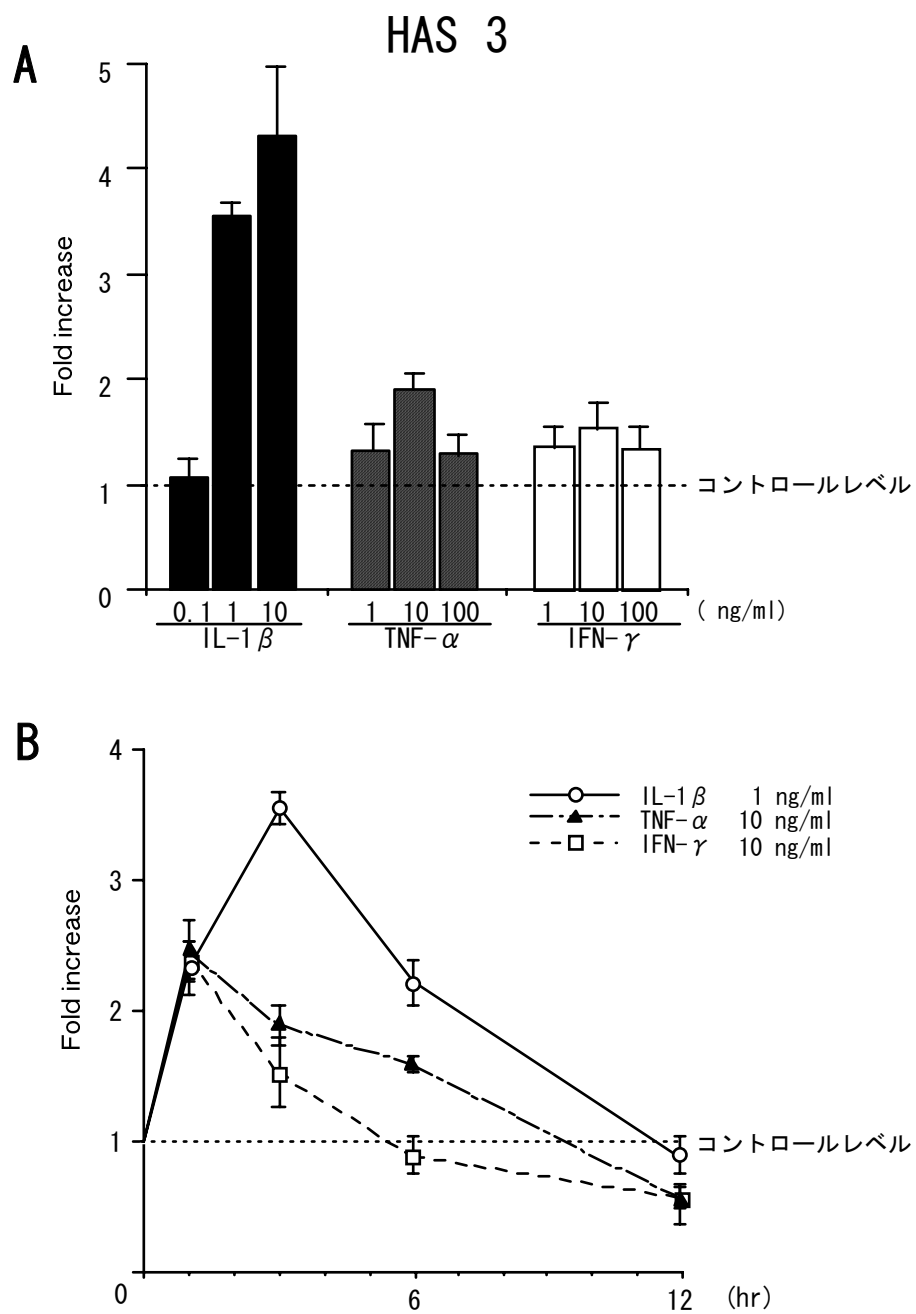 HAS 3
A
5
4
3
2
1
0
Fold increase
コントロールレベル
0.1 1 10 1 10 100 1 10 100 ( ng/ml)
IL-1β TNF-α IFN-γ
B
4
3
2
1
0
Fold increase
IL-1β 1 ng/ml
TNF-α 10 ng/ml
IFN-γ 10 ng/ml
コントロールレベル
6 12 (hr)